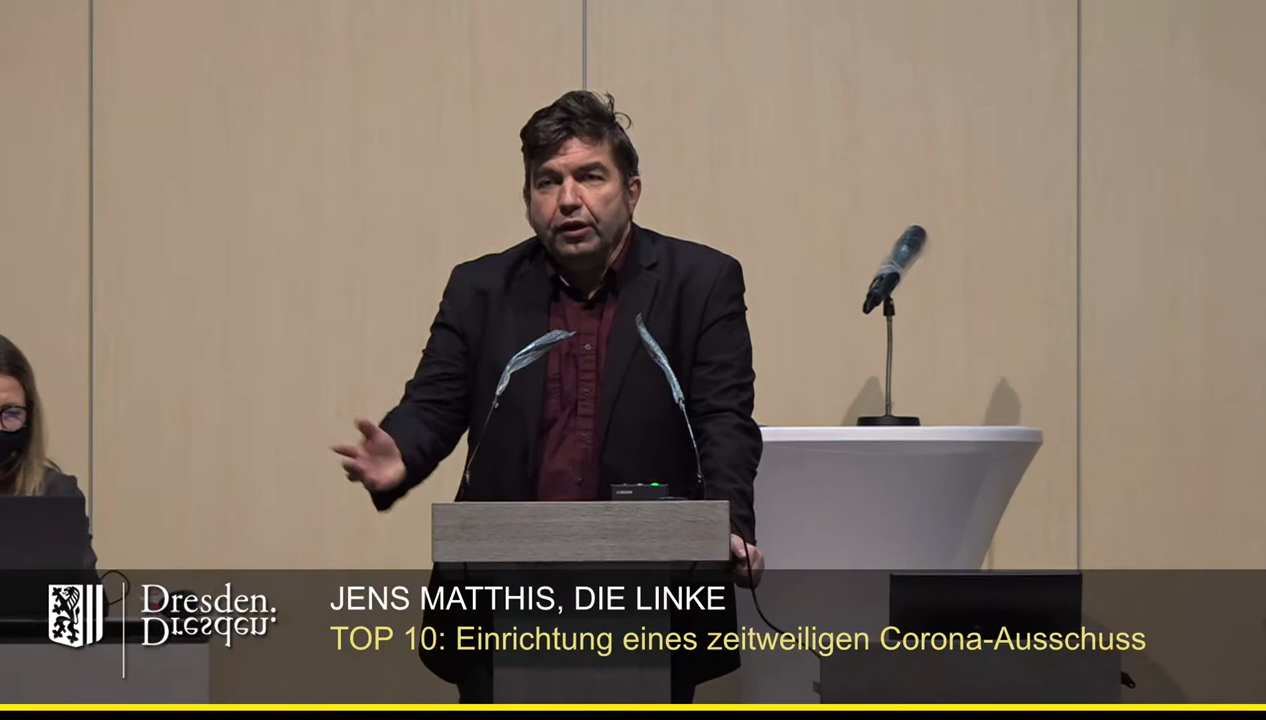 Dresden.
Dresden.
JENS MATTHIS, DIE LINKE
TOP 10: Einrichtung eines zeitweiligen Corona-Ausschuss